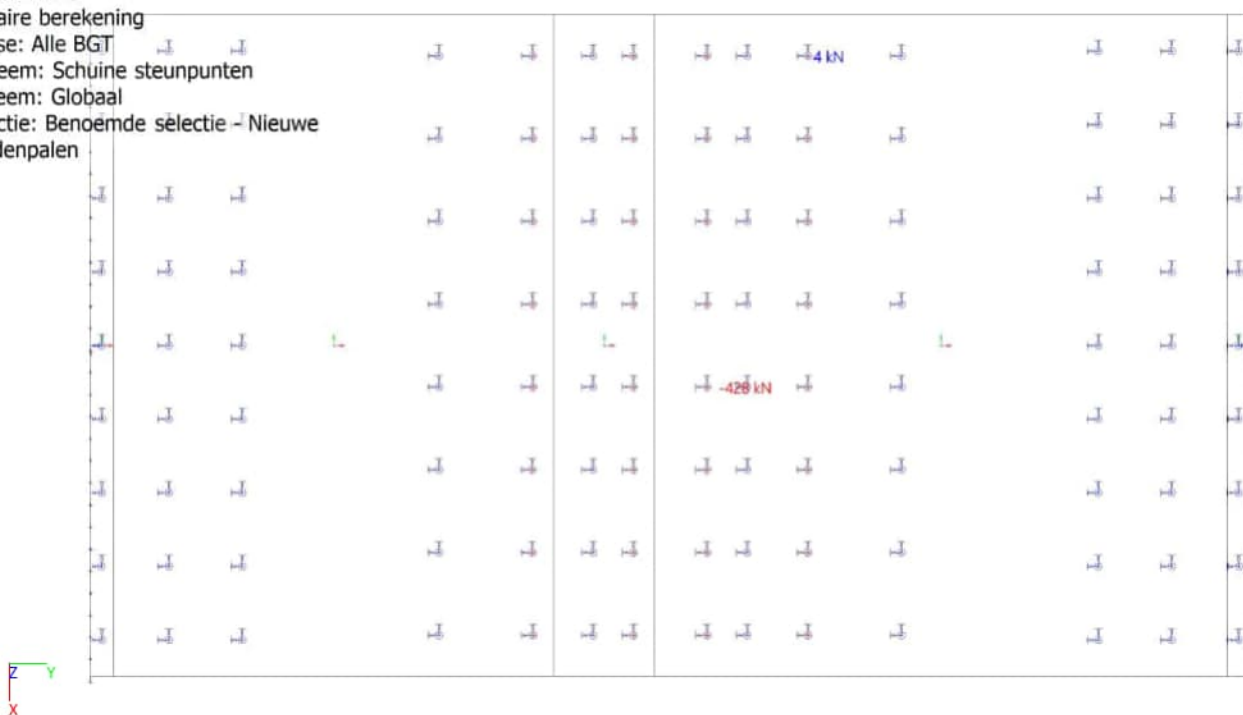 aire berekening
se: Alle BGT
eem: Schuine steunpunten
eem: Globaal
ctie: Benoemde selectie - Nieuwe
lenpalen
4 kN
-428 kN
Z Y
X